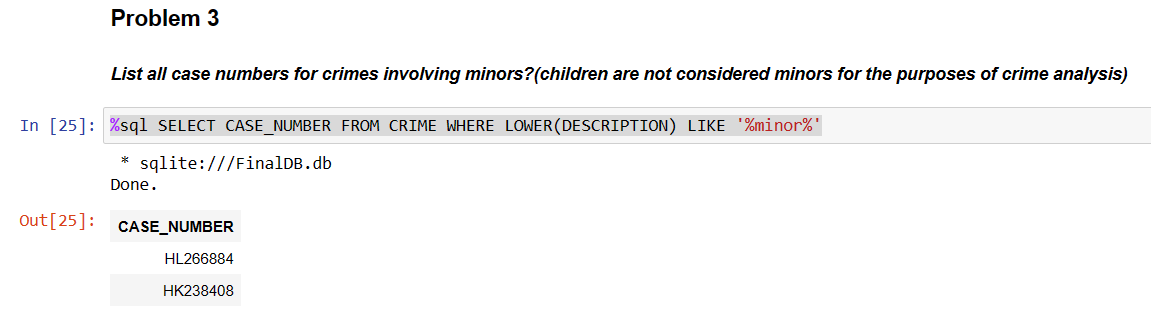 Problem 3
List all case numbers for crimes involving minors?(children are not considered minors for the purposes of crime analysis)
In [25]: %sql SELECT CASE_NUMBER FROM CRIME WHERE LOWER(DESCRIPTION) LIKE '%minor%'
* sqlite:///FinalDB.db
Done.
Out[25]:
CASE_NUMBER
HL266884
HK238408